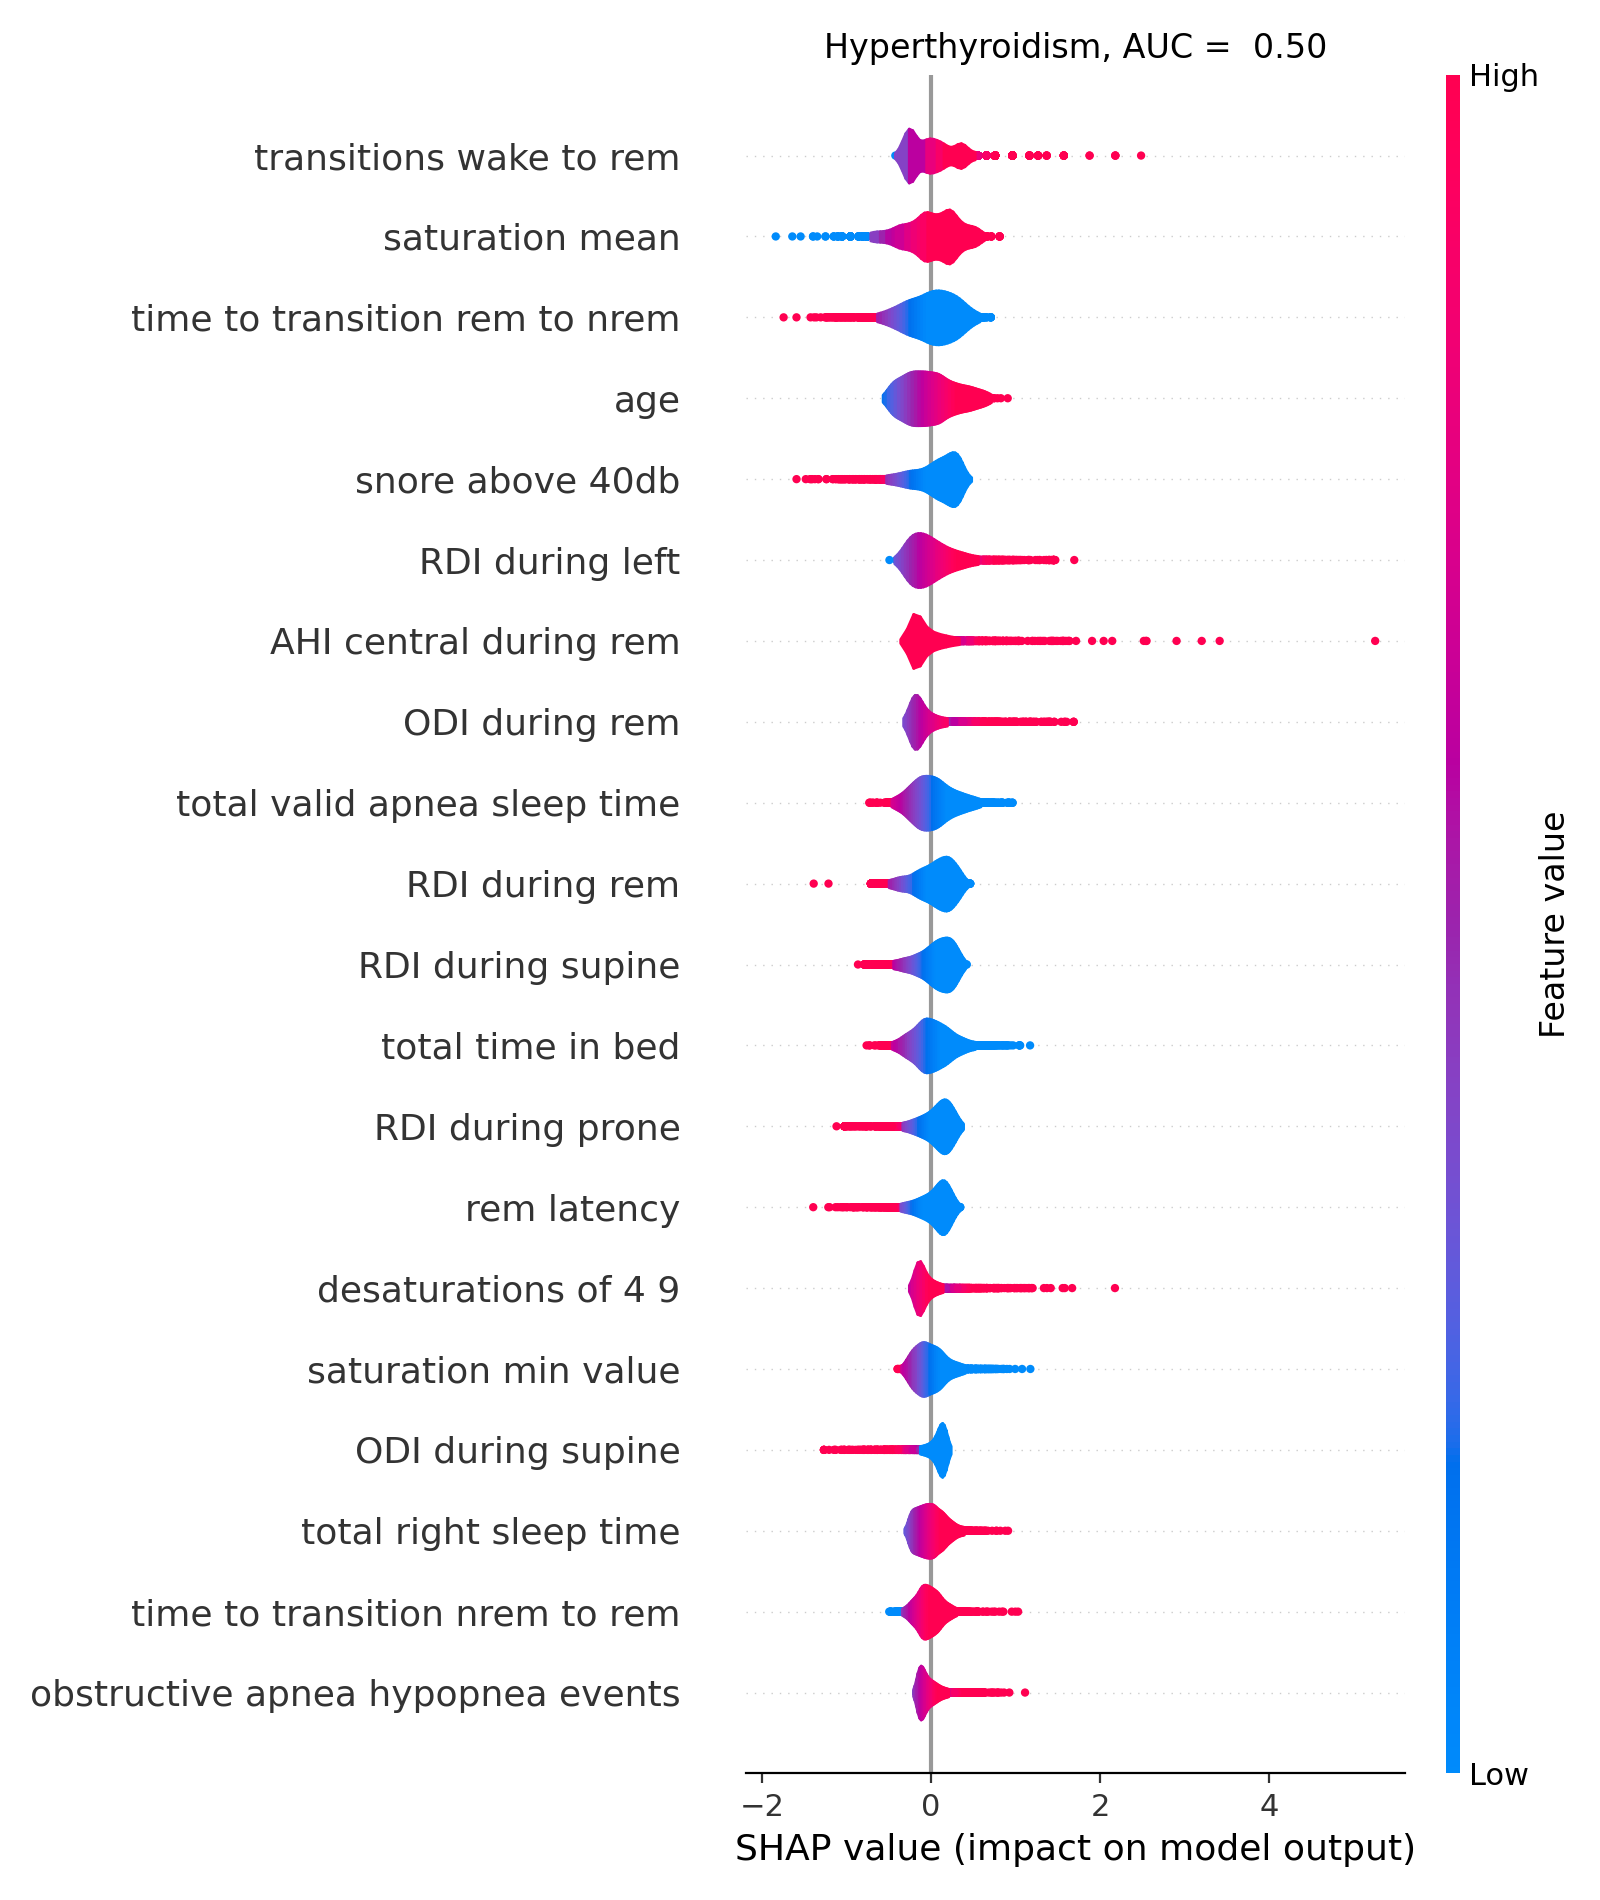 Hyperthyroidism, AUC = 0.50
High
transitions wake to rem
saturation mean
time to transition rem to nrem
age
snore above 40db
RDI during left
AHI central during rem
ODI during rem
total valid apnea sleep time
RDI during rem
RDI during supine
total time in bed
RDI during prone
rem latency
desaturations of 4 9
saturation min value
ODI during supine
total right sleep time
time to transition nrem to rem
obstructive apnea hypopnea events
Feature value
Low
−2 0 2 4
SHAP value (impact on model output)